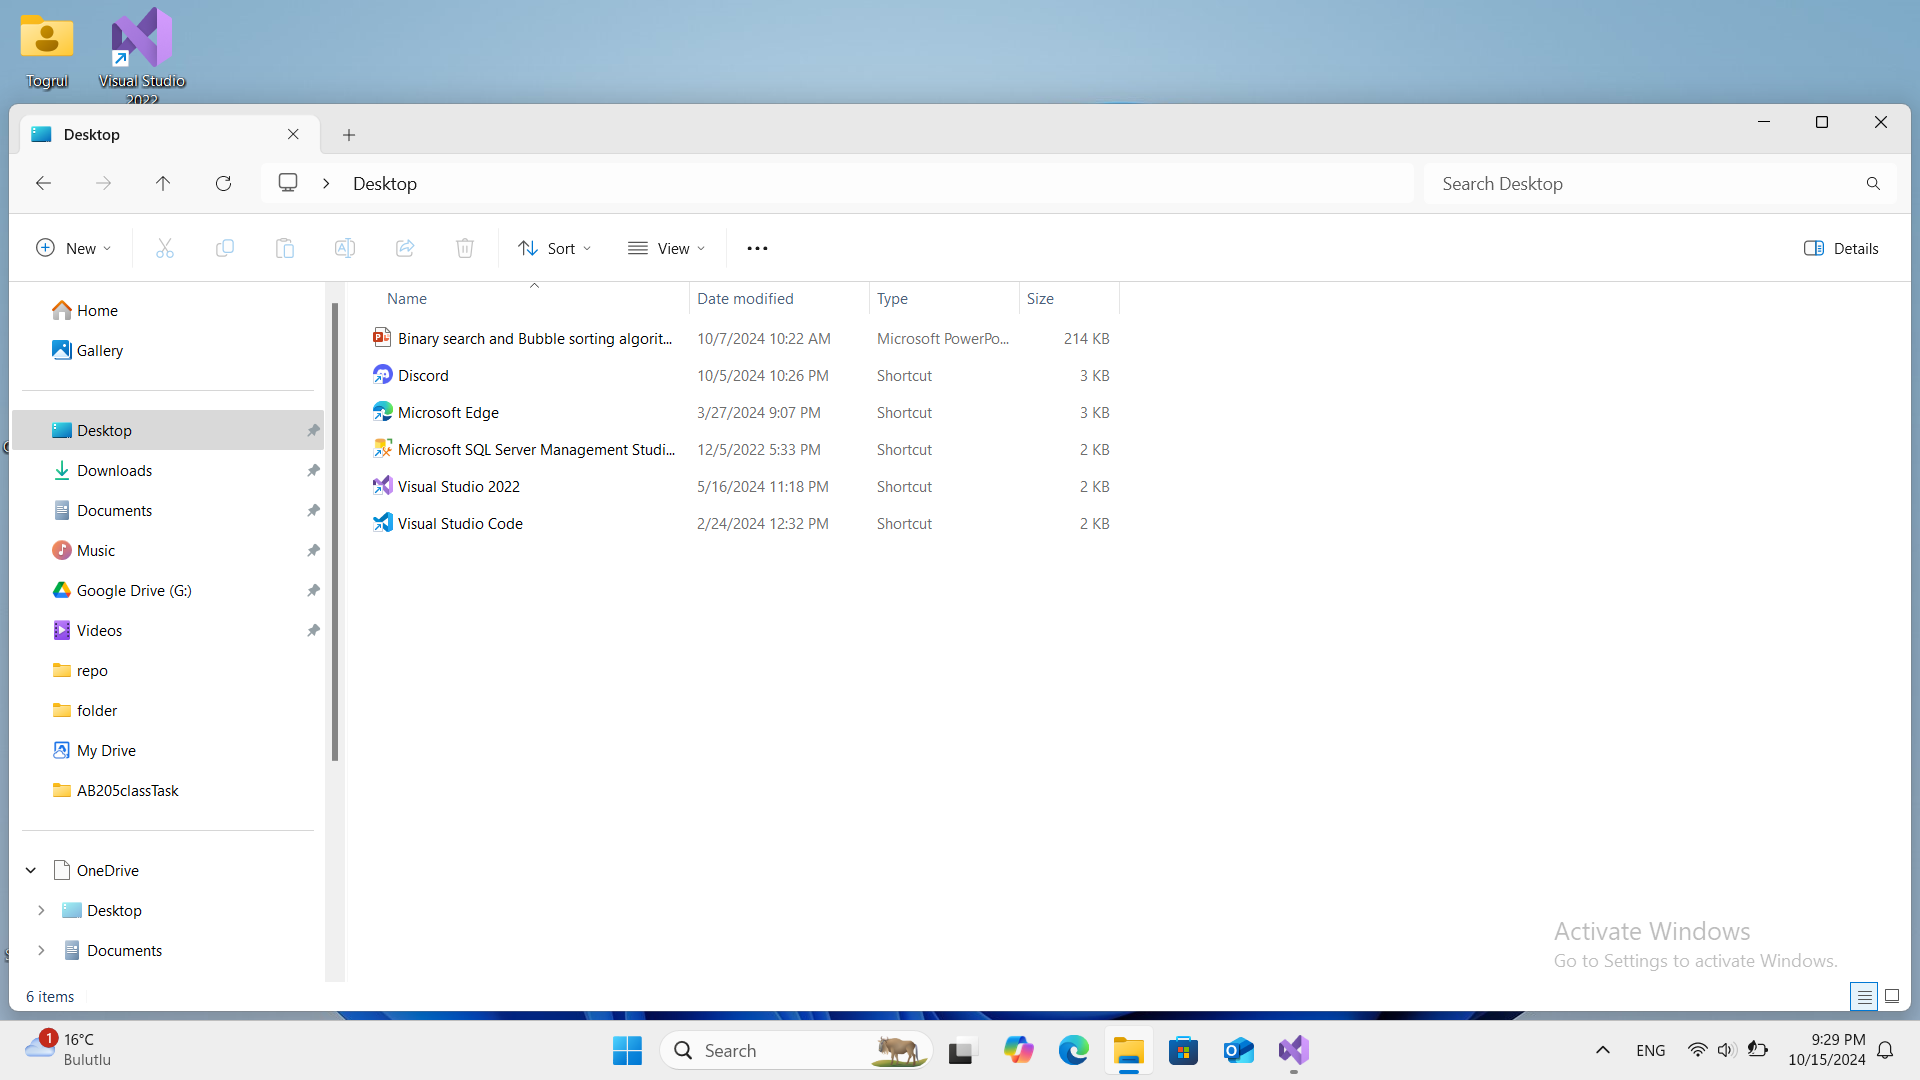 Togrul
Visual Studio
2022
Desktop
Desktop
Search Desktop
New
Sort
View
Details
Home
Gallery
Desktop
Downloads
Documents
Music
Google Drive (G:)
Videos
repo
folder
My Drive
AB205classTask
OneDrive
Desktop
Documents
Name Date modified Type Size
Binary search and Bubble sorting algorit... 10/7/2024 10:22 AM Microsoft PowerPo... 214 KB
Discord 10/5/2024 10:26 PM Shortcut 3 KB
Microsoft Edge 3/27/2024 9:07 PM Shortcut 3 KB
Microsoft SQL Server Management Studi... 12/5/2022 5:33 PM Shortcut 2 KB
Visual Studio 2022 5/16/2024 11:18 PM Shortcut 2 KB
Visual Studio Code 2/24/2024 12:32 PM Shortcut 2 KB
Activate Windows
Go to Settings to activate Windows.
6 items
1
16°C
Bulutlu
Search
ENG
9:29 PM
10/15/2024